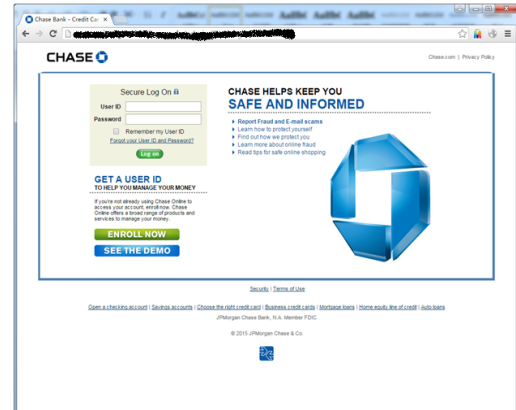 Chase Bank - Credit Car
CHASE
Chase.com | Privacy Policy
Secure Log On
User ID
Password
Remember my User ID
Forgot your User ID and Password?
Log on
GET A USER ID
TO HELP YOU MANAGE YOUR MONEY
If you're not already using Chase Online to
access your account, enroll now. Chase
Online offers a broad range of products and
services to manage your money.
ENROLL NOW
SEE THE DEMO
CHASE HELPS KEEP YOU
SAFE AND INFORMED
Report Fraud and E-mail scams
Learn how to protect yourself
Find out how we protect you
Learn more about online fraud
Read tips for safe online shopping
Security | Terms of Use
Open a checking account | Savings accounts | Choose the right credit card | Business credit cards | Mortgage loans | Home equity line of credit | Auto loans
JPMorgan Chase Bank, N.A. Member FDIC
© 2015 JPMorgan Chase & Co.